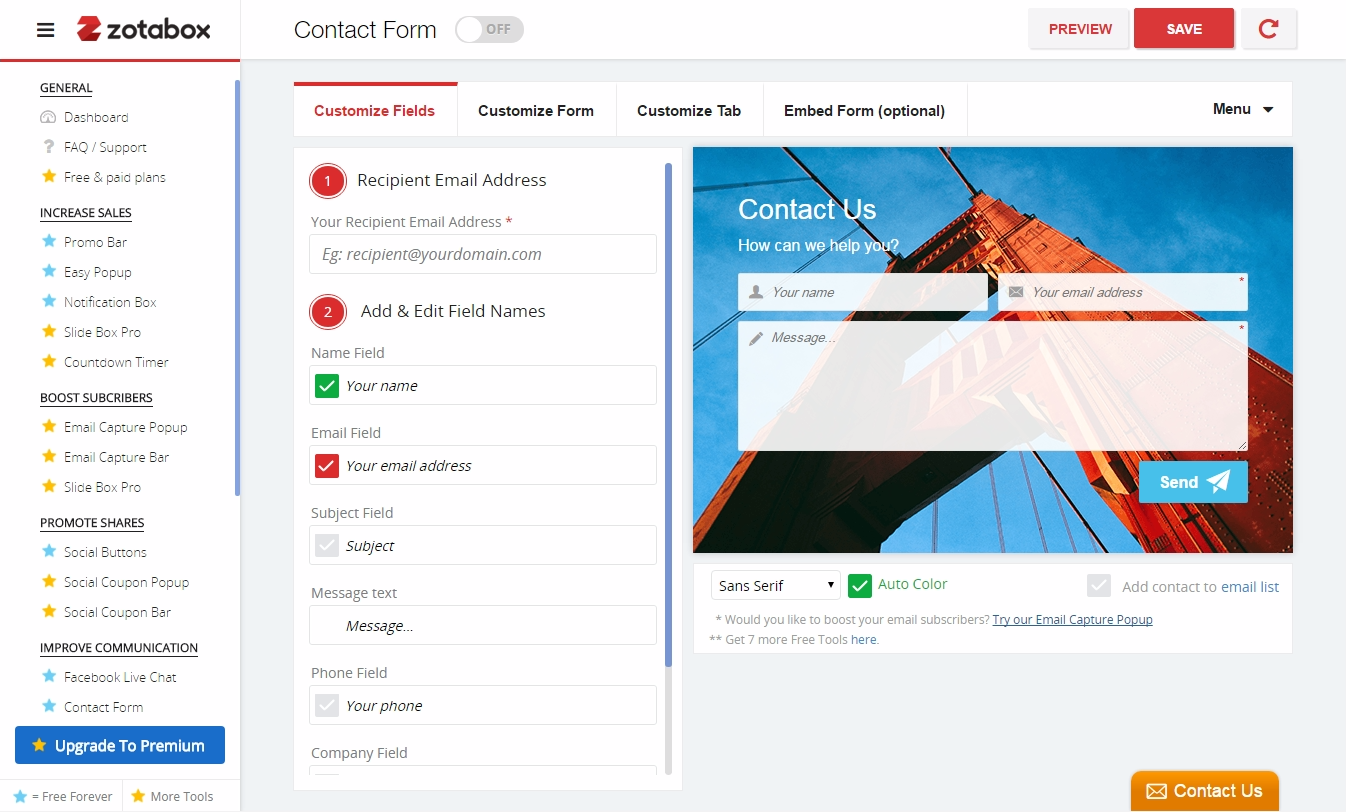 zotabox
Contact Form
OFF
PREVIEW
SAVE
GENERAL
Dashboard
FAQ / Support
Free & paid plans
INCREASE SALES
Promo Bar
Easy Popup
Notification Box
Slide Box Pro
Countdown Timer
BOOST SUBCRIBERS
Email Capture Popup
Email Capture Bar
Slide Box Pro
PROMOTE SHARES
Social Buttons
Social Coupon Popup
Social Coupon Bar
IMPROVE COMMUNICATION
Facebook Live Chat
Contact Form
Upgrade To Premium
= Free Forever
More Tools
Customize Fields
Customize Form
Customize Tab
Embed Form (optional)
Menu
1 Recipient Email Address
Your Recipient Email Address *
Eg: recipient@yourdomain.com
2 Add & Edit Field Names
Name Field
Your name
Email Field
Your email address
Subject Field
Subject
Message text
Message...
Phone Field
Your phone
Company Field
Contact Us
How can we help you?
Your name
Your email address *
Message... *
Send
Sans Serif
Auto Color
Add contact to email list
* Would you like to boost your email subscribers? Try our Email Capture Popup
** Get 7 more Free Tools here.
Contact Us